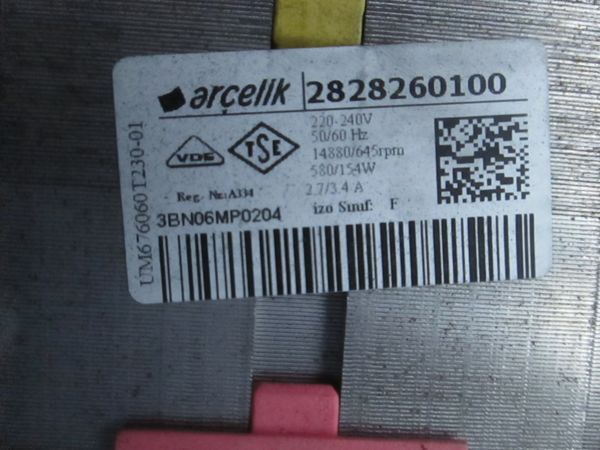 arçelik 2828260100
220-240V
50/60 Hz
14880/645rpm
580/154W
2.7/3.4 A
VDE
TSE
Reg. Nr:A334
izo Sınıf: F
3BN06MP0204
UM676060T230-01